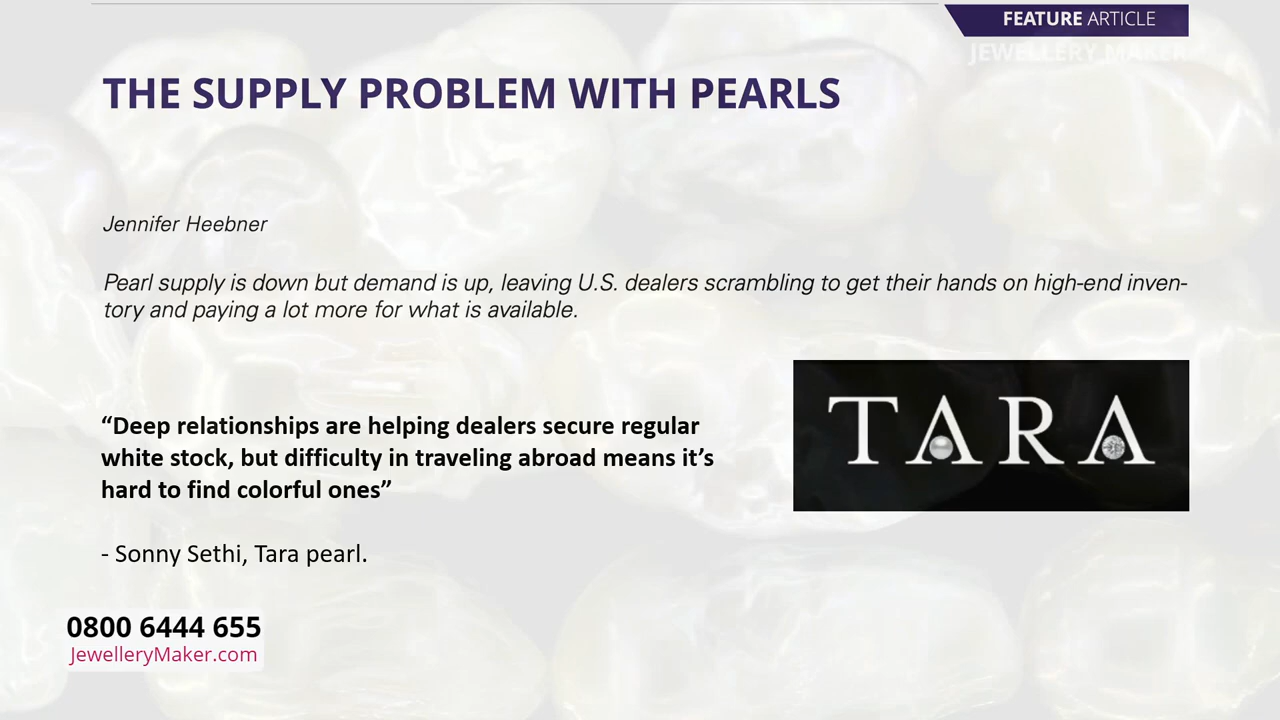 FEATURE ARTICLE
JEWELLERY MAKER
THE SUPPLY PROBLEM WITH PEARLS
Jennifer Heebner
Pearl supply is down but demand is up, leaving U.S. dealers scrambling to get their hands on high-end inven-
tory and paying a lot more for what is available.
TARA
“Deep relationships are helping dealers secure regular
white stock, but difficulty in traveling abroad means it’s
hard to find colorful ones”
- Sonny Sethi, Tara pearl.
0800 6444 655
JewelleryMaker.com